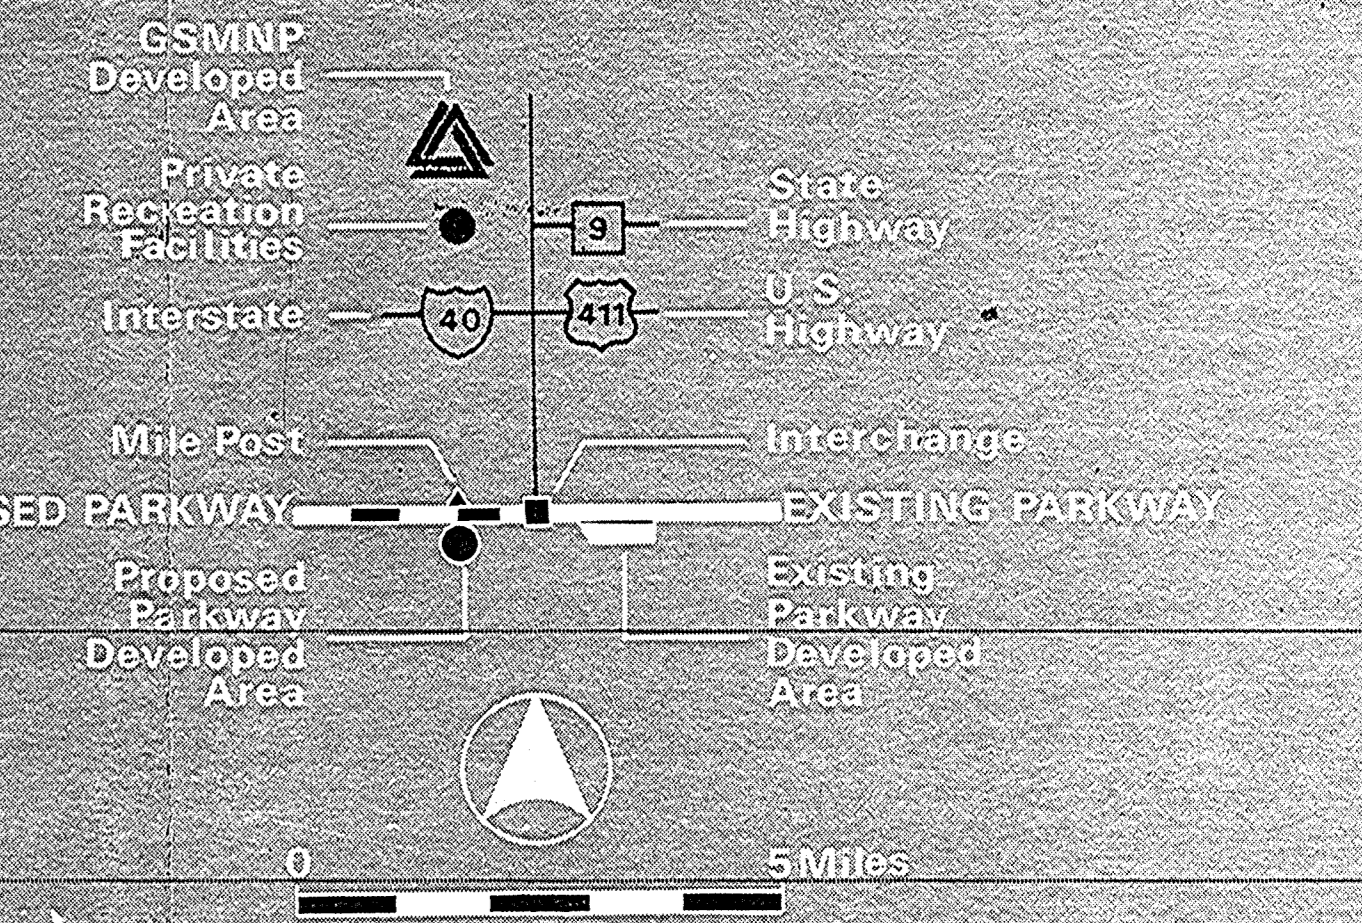 GSMNP
Developed
Area
Private
Recreation
Facilities
State
Highway
9
Interstate
40
411
U.S.
Highway
Mile Post
Interchange
SED PARKWAY
EXISTING PARKWAY
Proposed
Parkway
Developed
Area
Existing
Parkway
Developed
Area
0
5 Miles